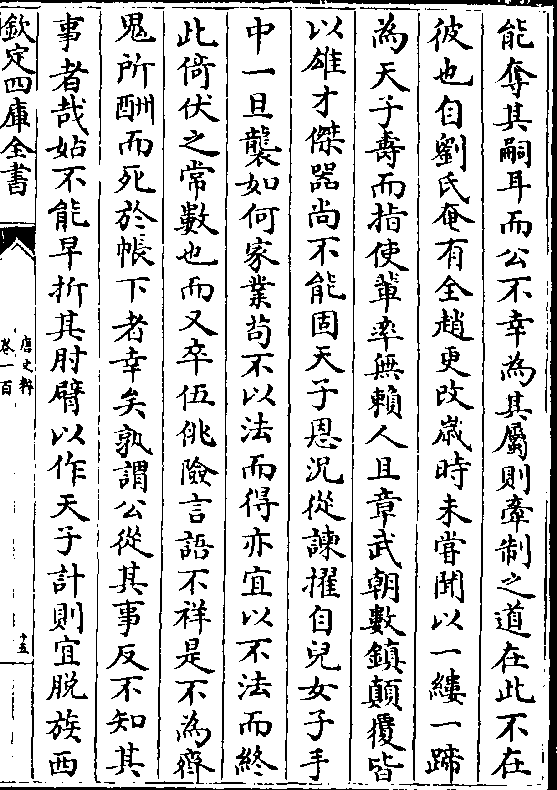 能奪其嗣耳而公不幸為其屬則牽制之道在此不在
彼也自劉氏奄有全趙更改歲時未嘗聞以一縷一蹄
為天子壽而指使輩率無賴人且章武朝數鎮顛覆皆
以雄才傑器尚不能固天子恩況從諫擢自兒女子手
中一旦襲如何家業苟不以法而得亦宜以不法而終
此倚伏之常數也而又卒伍佻險言語不祥是不為齊
鬼所酬而死於帳下者幸矣孰謂公從其事反不知其
事者哉姑不能早折其肘臂以作天子計則宜脫族西
欽定四庫全書
卷一百
十五